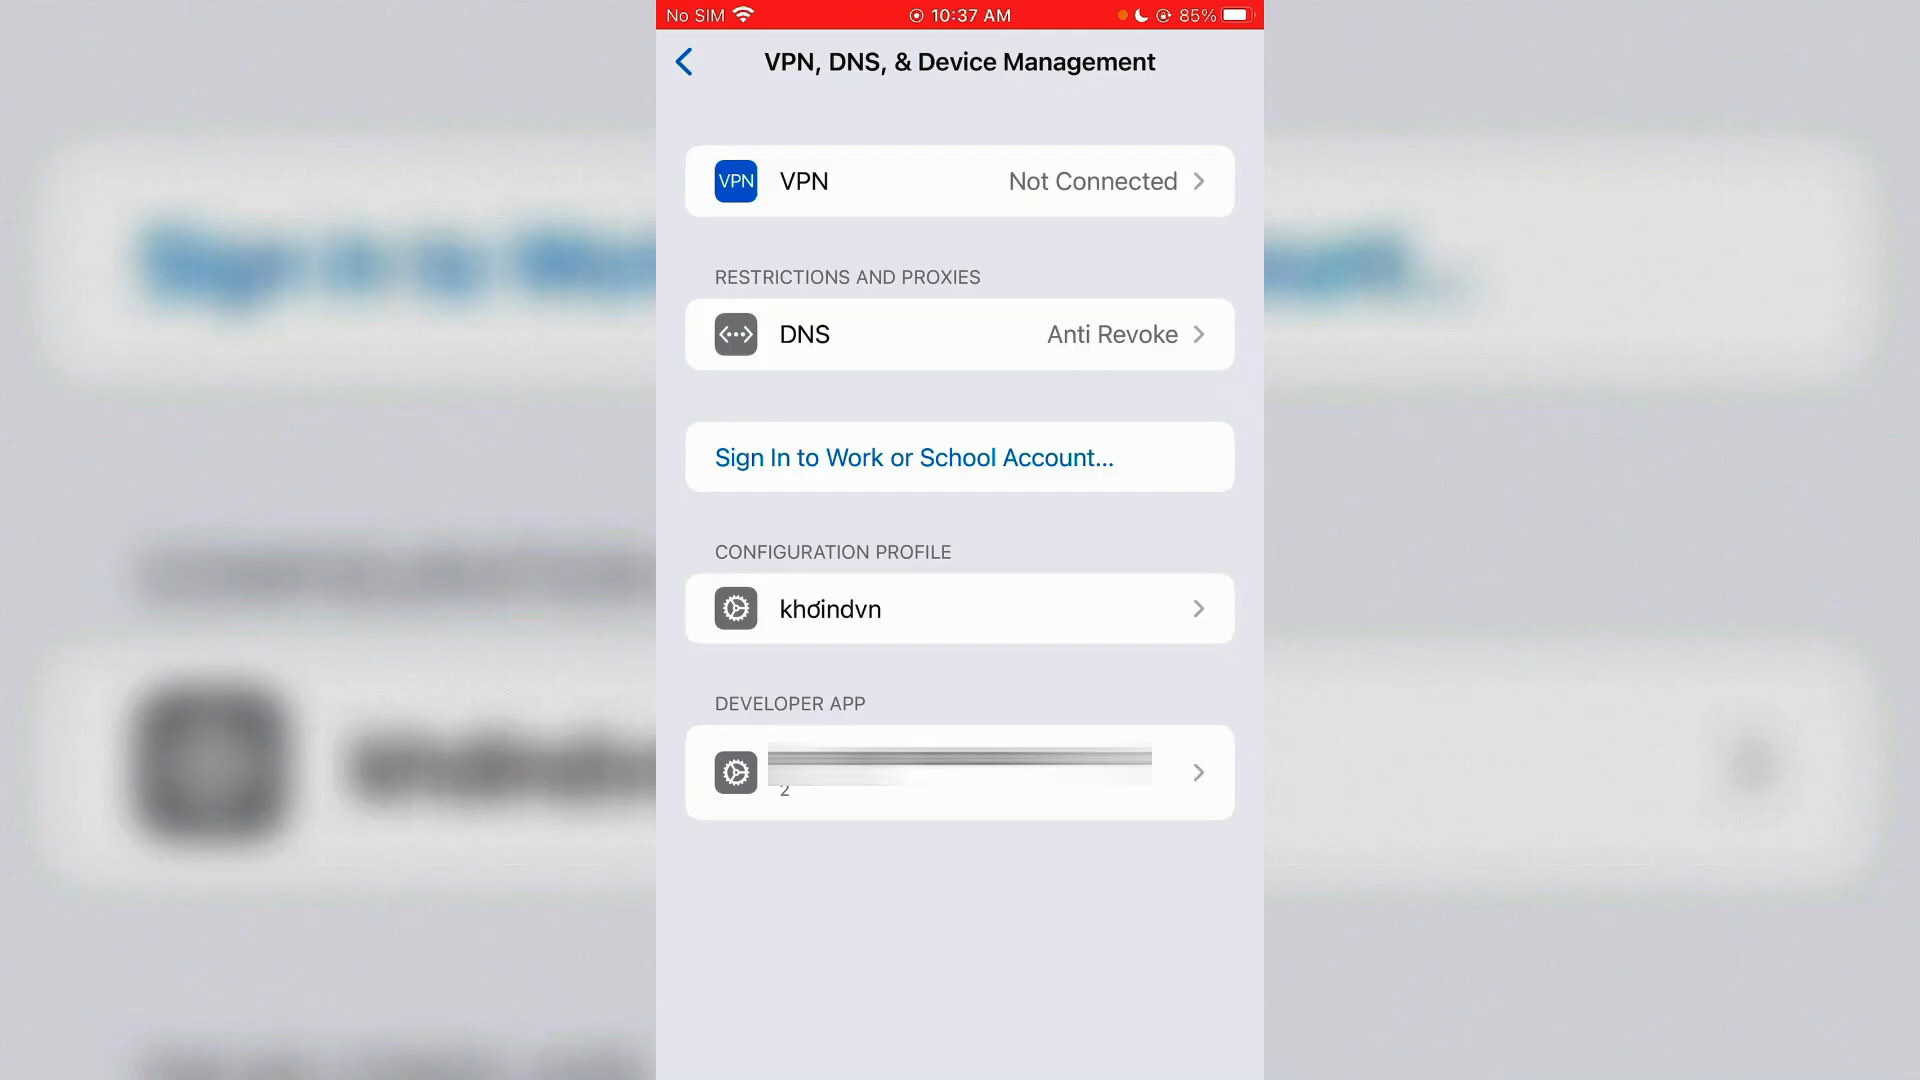 No SIM 10:37 AM 85%
VPN, DNS, & Device Management
VPN VPN Not Connected
RESTRICTIONS AND PROXIES
DNS Anti Revoke
Sign In to Work or School Account...
CONFIGURATION PROFILE
khơindvn
DEVELOPER APP
2